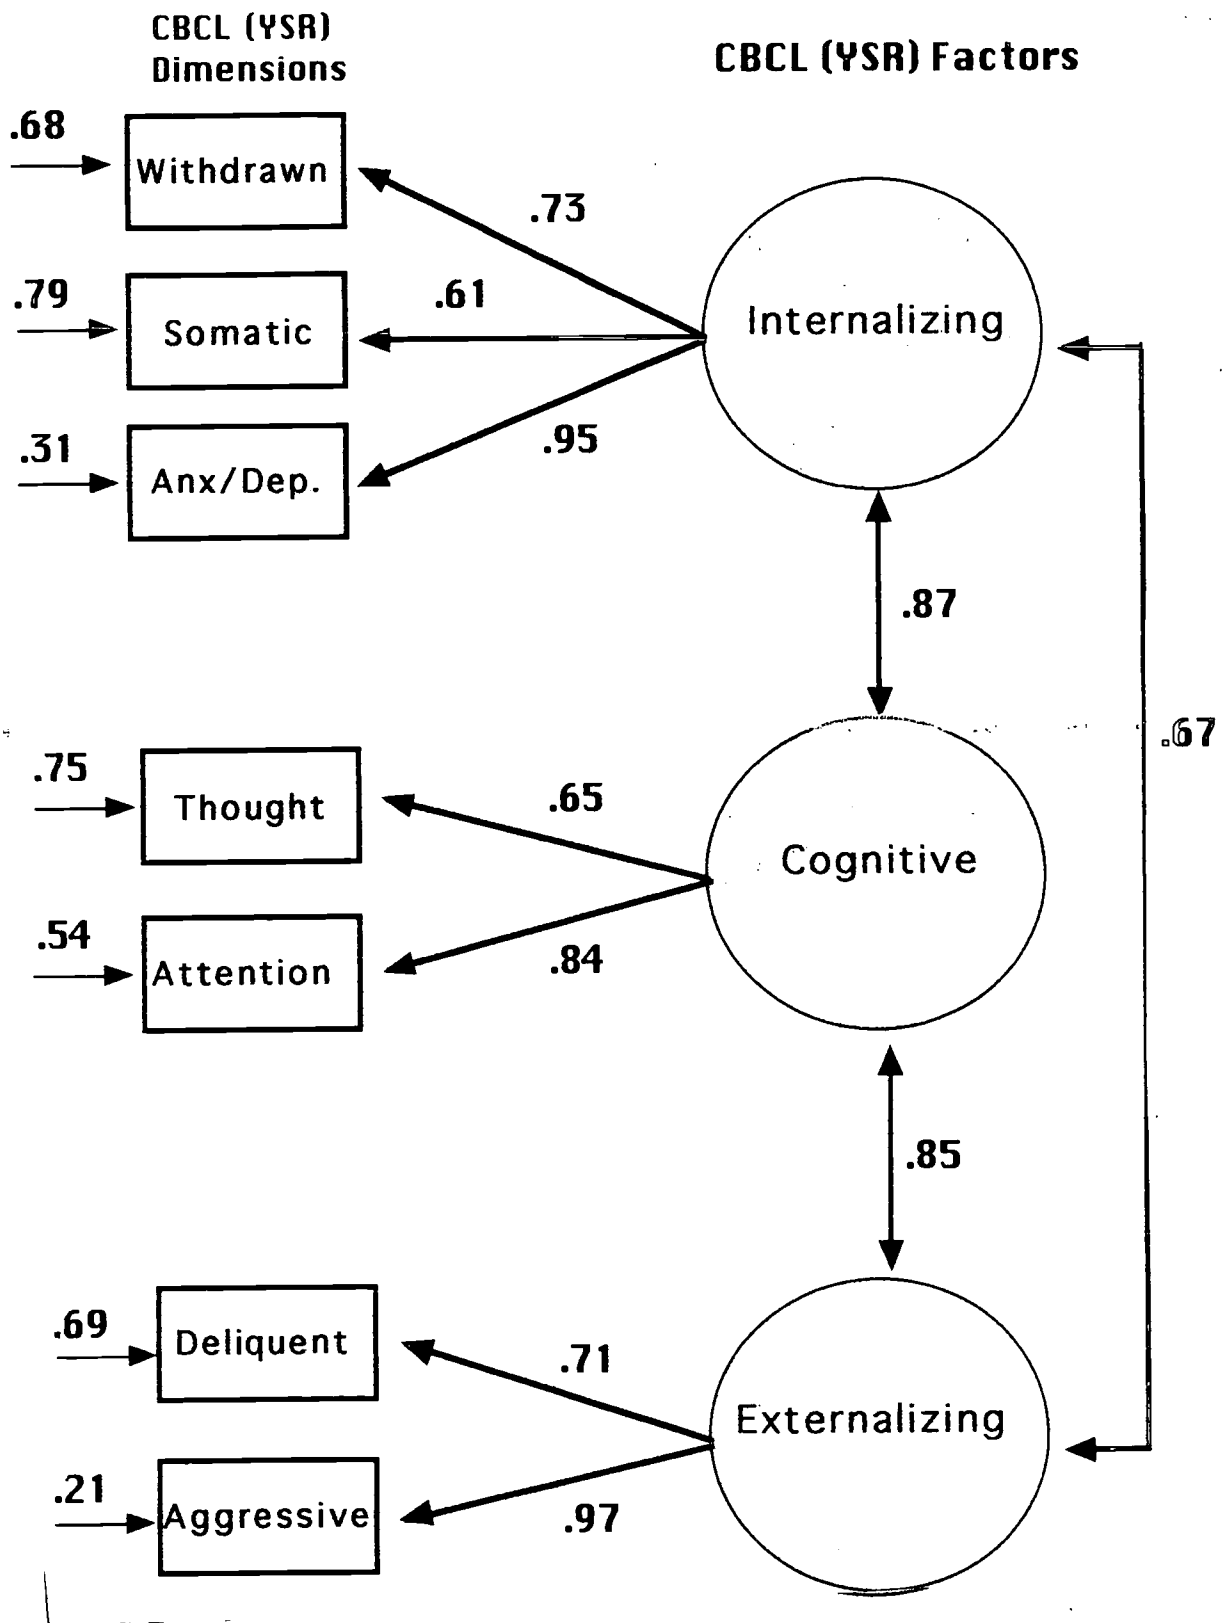 CBCL (YSR)
Dimensions
CBCL (YSR) Factors
.68
Withdrawn
.73
.79
Somatic
.61
Internalizing
.31
Anx/Dep.
.95
.87
.67
.75
Thought
.65
Cognitive
.54
Attention
.84
.85
.69
Deliquent
.71
Externalizing
.21
Aggressive
.97